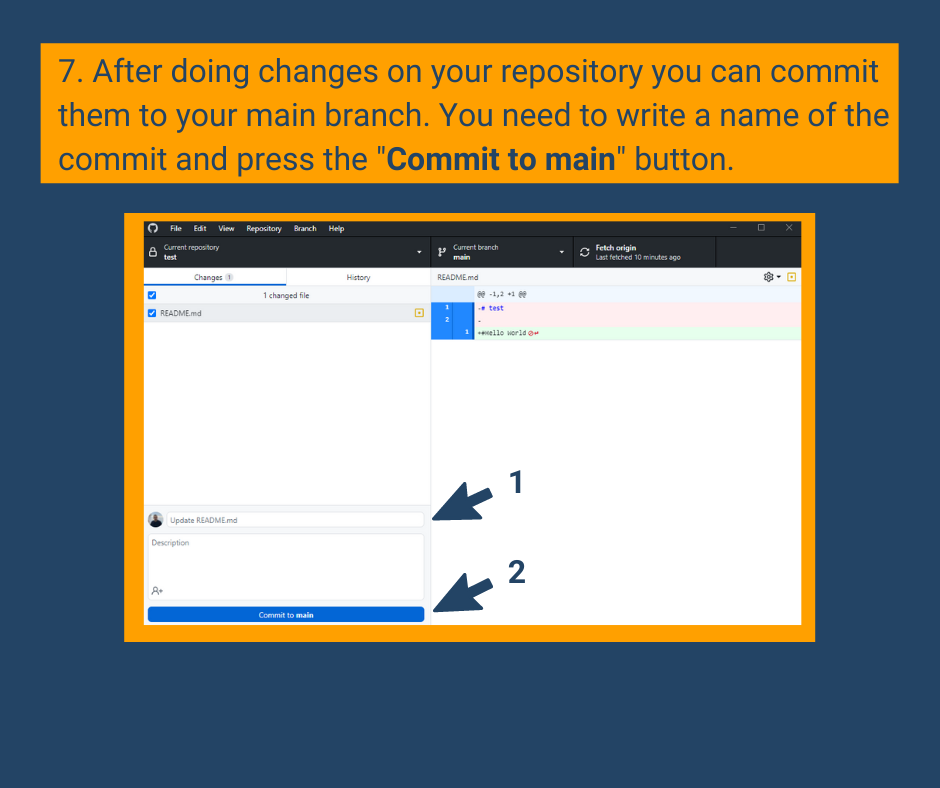 7. After doing changes on your repository you can commit
them to your main branch. You need to write a name of the
commit and press the "Commit to main" button.
File Edit View Repository Branch Help
Current repository
test
Current branch
main
Fetch origin
Last fetched 10 minutes ago
Changes 1
History
README.md
1 changed file
@@ -1,2 +1 @@
README.md
1 -# test
2 -
1 +#Hello World
1
Update README.md
Description
2
Commit to main